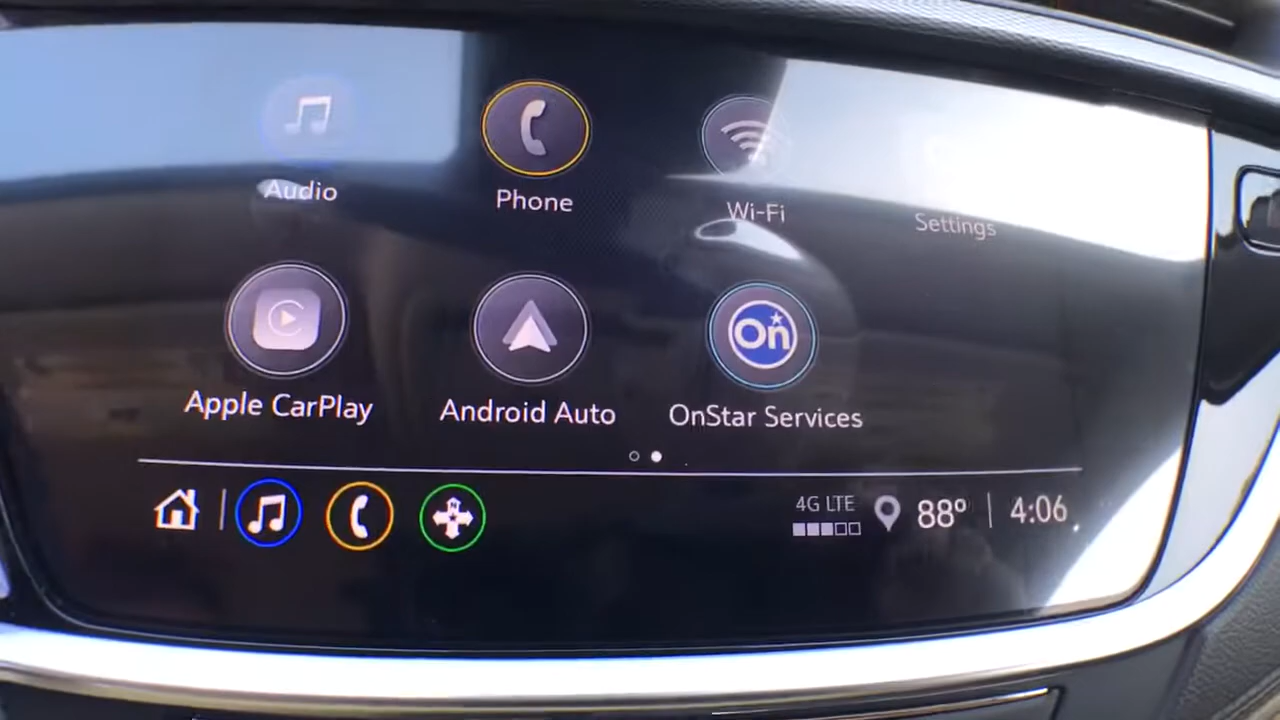 Audio
Phone
Wi-Fi
Settings
Apple CarPlay
Android Auto
On
OnStar Services
N
4G LTE
88°
4:06